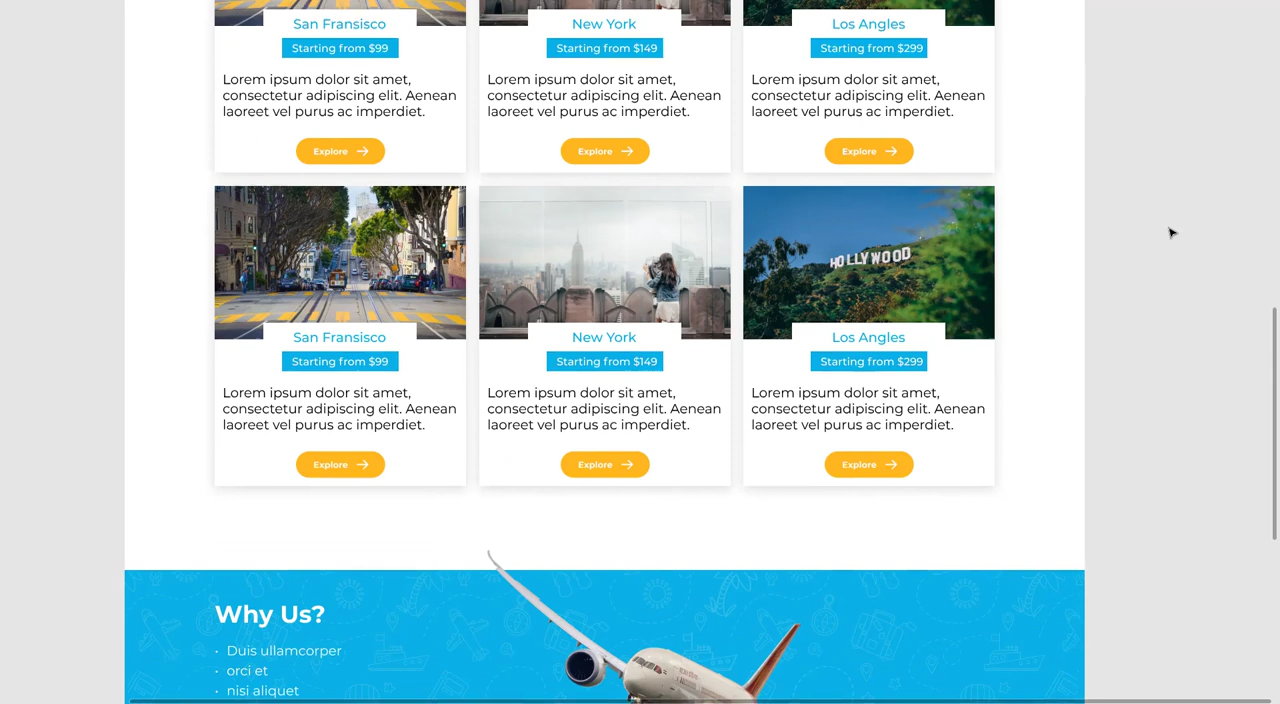 San Fransisco
New York
Los Angles
Starting from $99
Starting from $149
Starting from $299
Lorem ipsum dolor sit amet,
consectetur adipiscing elit. Aenean
laoreet vel purus ac imperdiet.
Lorem ipsum dolor sit amet,
consectetur adipiscing elit. Aenean
laoreet vel purus ac imperdiet.
Lorem ipsum dolor sit amet,
consectetur adipiscing elit. Aenean
laoreet vel purus ac imperdiet.
Explore
Explore
Explore
HOLLYWOOD
San Fransisco
New York
Los Angles
Starting from $99
Starting from $149
Starting from $299
Lorem ipsum dolor sit amet,
consectetur adipiscing elit. Aenean
laoreet vel purus ac imperdiet.
Lorem ipsum dolor sit amet,
consectetur adipiscing elit. Aenean
laoreet vel purus ac imperdiet.
Lorem ipsum dolor sit amet,
consectetur adipiscing elit. Aenean
laoreet vel purus ac imperdiet.
Explore
Explore
Explore
Why Us?
• Duis ullamcorper
• orci et
• nisi aliquet